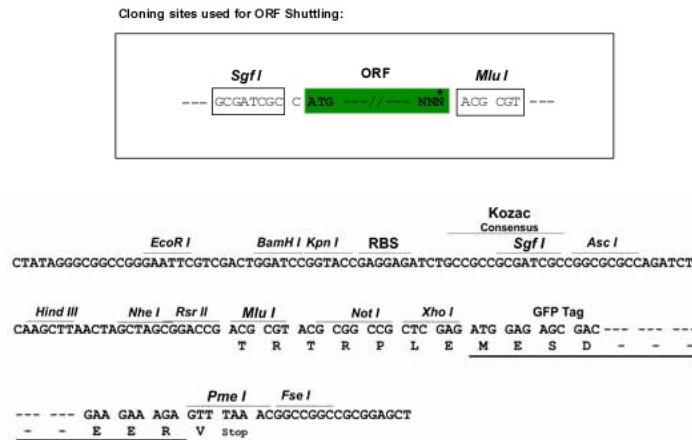 Cloning sites used for ORF Shuttling:
Sgf I ORF Mlu I
--- GCGATCGC C ATG ---//--- NNN* ACG CGT ---
Kozac
Consensus
EcoR I BamH I Kpn I RBS Sgf I Asc I
CTATAGGGCGGCCGGGAATTCGTCGACTGGATCCGGTACCGAGGAGATCTGCCGCCGCGATCGCCGGCGCGCCAGATCT
Hind III Nhe I Rsr II Mlu I Not I Xho I GFP Tag
CAAGCTTAACTAGCTAGCGGACCG ACG CGT ACG CGG CCG CTC GAG ATG GAG AGC GAC--- --- ---
T R T R P L E M E S D - - -
Pme I Fse I
--- --- GAA GAA AGA GTT TAA ACGGCCGGCCGCGGAGCT
- - E E R V Stop